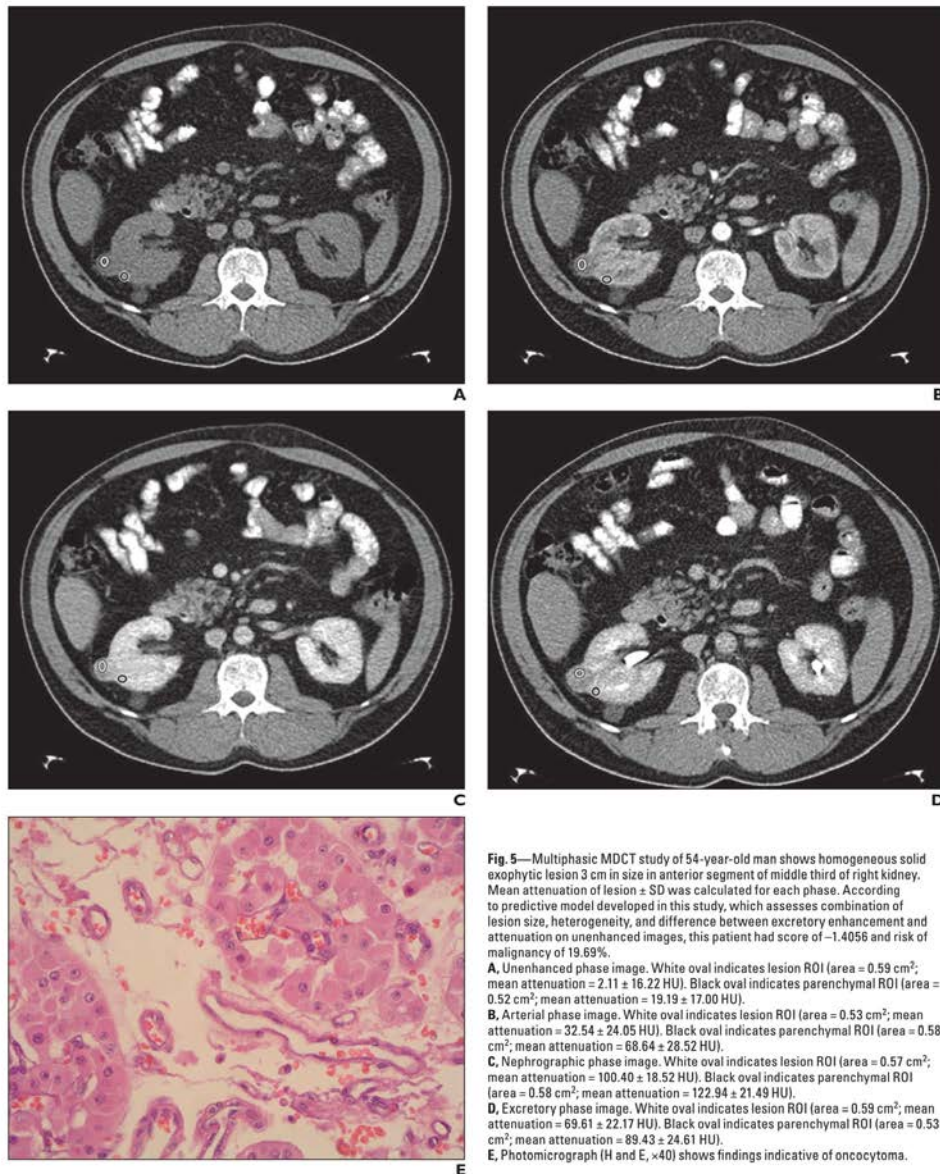 A
B
C
D
E
Fig. 5—Multiphasic MDCT study of 54-year-old man shows homogeneous solid
exophytic lesion 3 cm in size in anterior segment of middle third of right kidney.
Mean attenuation of lesion ± SD was calculated for each phase. According
to predictive model developed in this study, which assesses combination of
lesion size, heterogeneity, and difference between excretory enhancement and
attenuation on unenhanced images, this patient had score of –1.4056 and risk of
malignancy of 19.69%.
A, Unenhanced phase image. White oval indicates lesion ROI (area = 0.59 cm²;
mean attenuation = 2.11 ± 16.22 HU). Black oval indicates parenchymal ROI (area =
0.52 cm²; mean attenuation = 19.19 ± 17.00 HU).
B, Arterial phase image. White oval indicates lesion ROI (area = 0.53 cm²; mean
attenuation = 32.54 ± 24.05 HU). Black oval indicates parenchymal ROI (area = 0.58
cm²; mean attenuation = 68.64 ± 28.52 HU).
C, Nephrographic phase image. White oval indicates lesion ROI (area = 0.57 cm²;
mean attenuation = 100.40 ± 18.52 HU). Black oval indicates parenchymal ROI
(area = 0.58 cm²; mean attenuation = 122.94 ± 21.49 HU).
D, Excretory phase image. White oval indicates lesion ROI (area = 0.59 cm²; mean
attenuation = 69.61 ± 22.17 HU). Black oval indicates parenchymal ROI (area = 0.53
cm²; mean attenuation = 89.43 ± 24.61 HU).
E, Photomicrograph (H and E, ×40) shows findings indicative of oncocytoma.